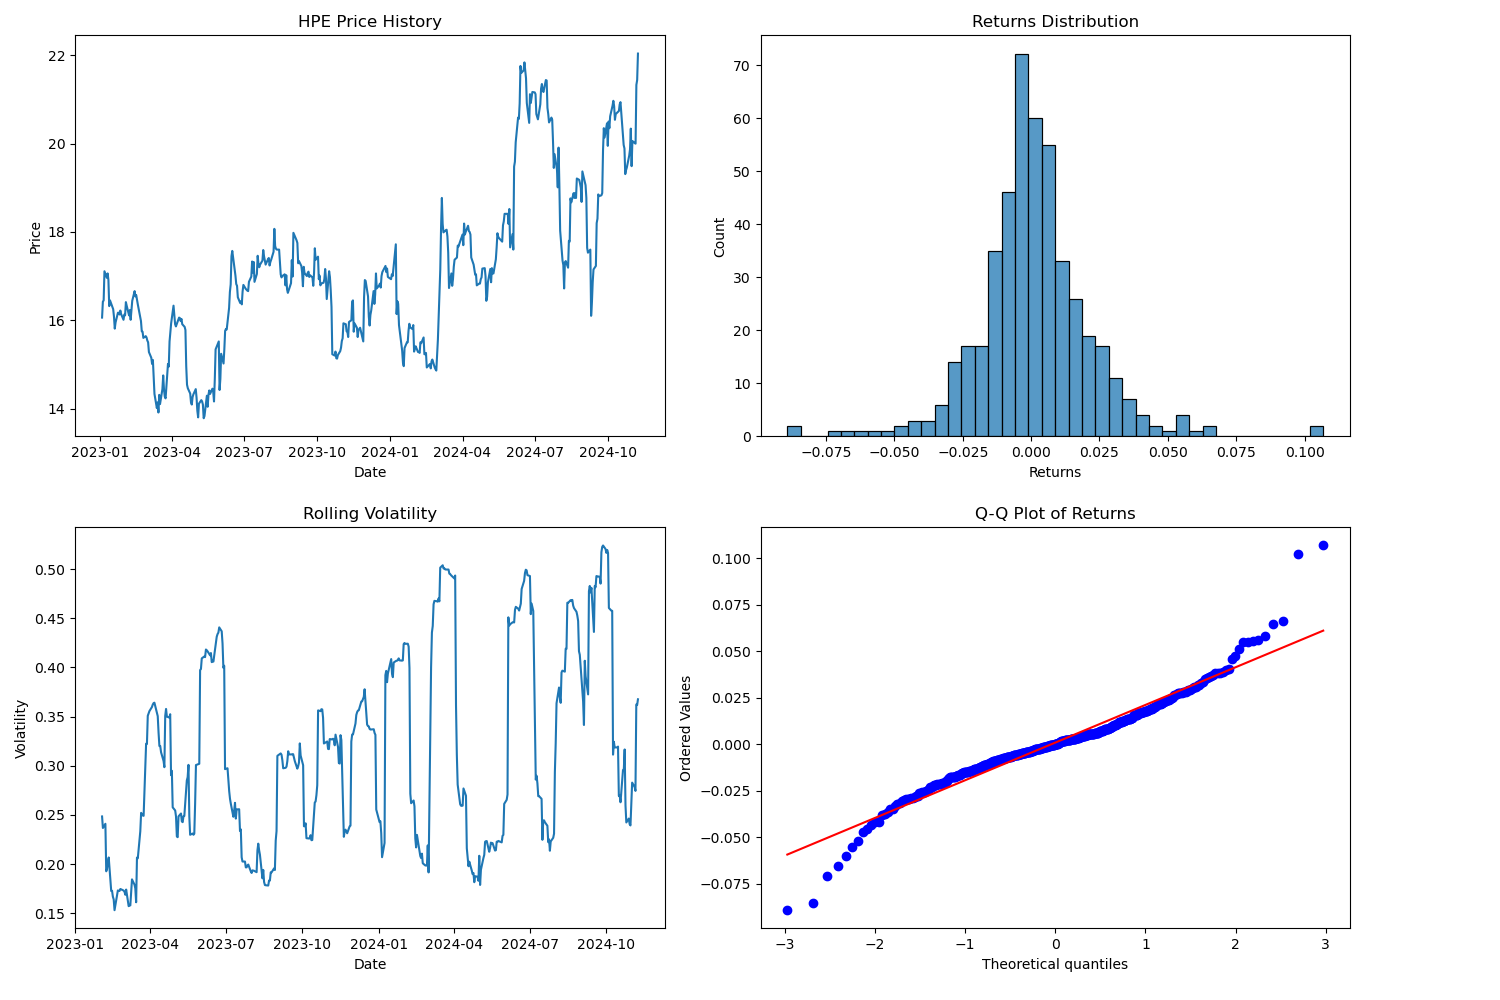 HPE Price History
22
20
18
16
14
Price
2023-01 2023-04 2023-07 2023-10 2024-01 2024-04 2024-07 2024-10
Date
Returns Distribution
70
60
50
40
30
20
10
0
Count
−0.075 −0.050 −0.025 0.000 0.025 0.050 0.075 0.100
Returns
Rolling Volatility
0.50
0.45
0.40
0.35
0.30
0.25
0.20
0.15
Volatility
2023-01 2023-04 2023-07 2023-10 2024-01 2024-04 2024-07 2024-10
Date
Q-Q Plot of Returns
0.100
0.075
0.050
0.025
0.000
−0.025
−0.050
−0.075
Ordered Values
−3 −2 −1 0 1 2 3
Theoretical quantiles